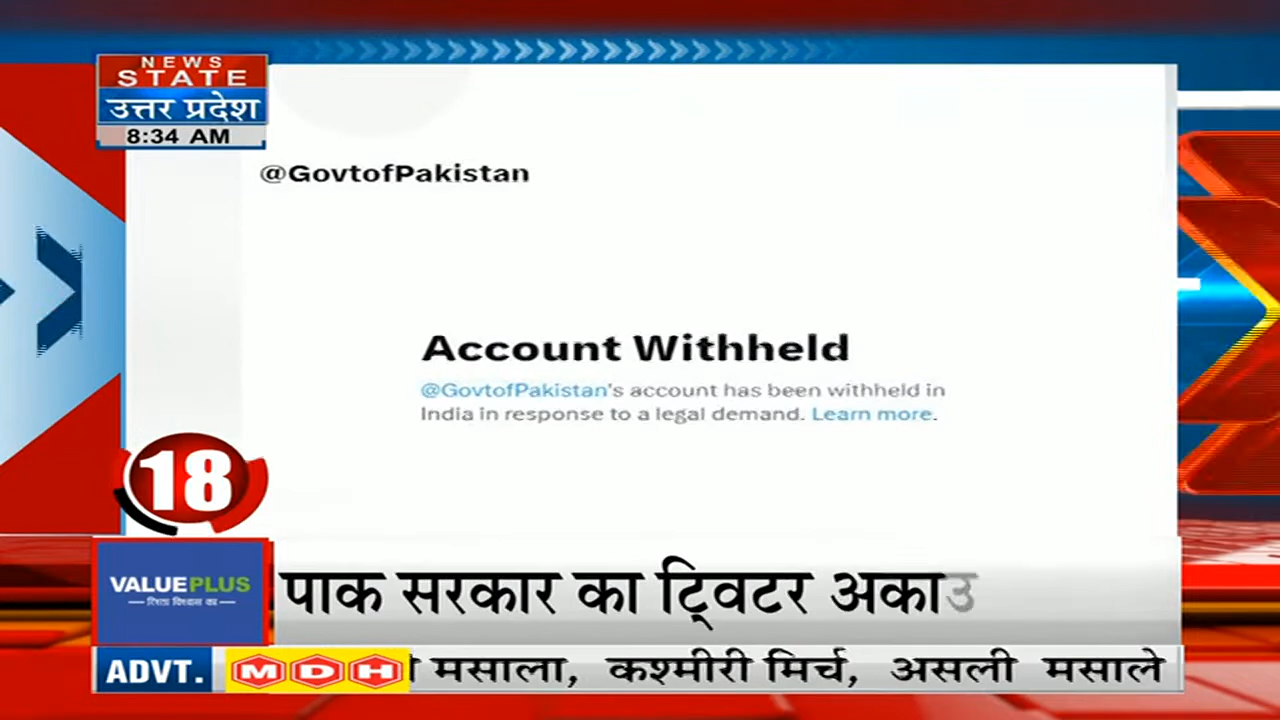 NEWS
STATE
उत्तर प्रदेश
8:34 AM
@GovtofPakistan
Account Withheld
@GovtofPakistan's account has been withheld in
India in response to a legal demand. Learn more.
18
VALUEPLUS
पाक सरकार का ट्विटर अकाउ
— रिश्ता विश्वास का —
ADVT. MDH मसाला, कश्मीरी मिर्च, असली मसाले